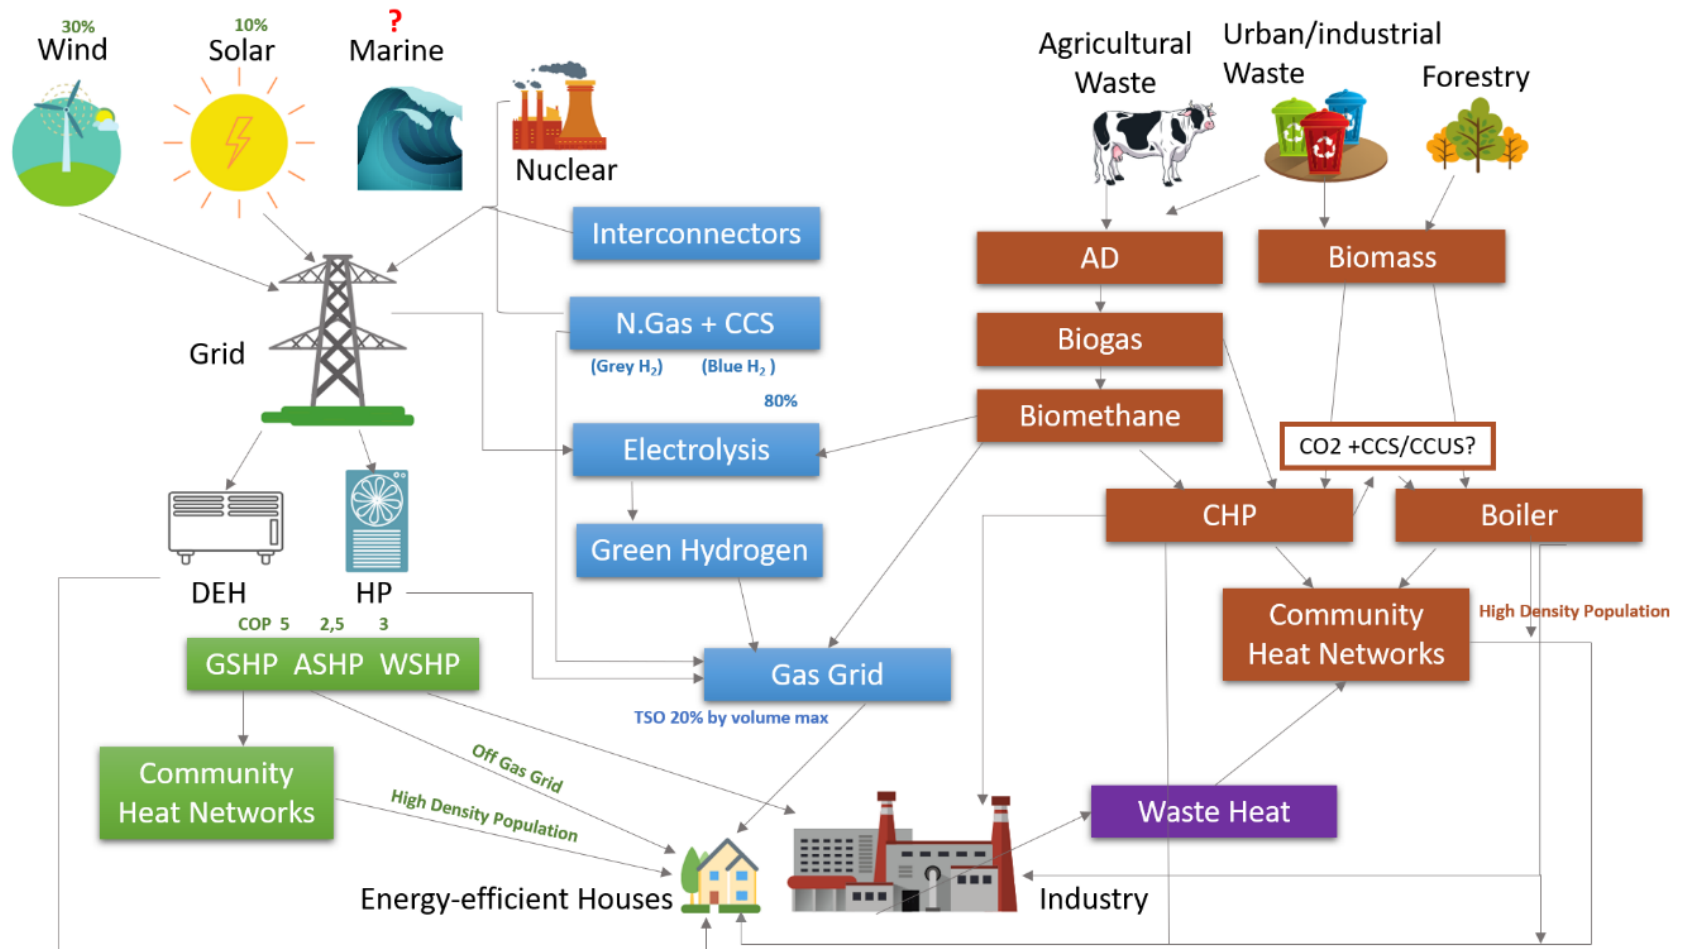 30%
Wind
10%
Solar
?
Marine
Nuclear
Agricultural
Waste
Urban/industrial
Waste
Forestry
Interconnectors
AD
Biomass
N.Gas + CCS
(Grey H₂) (Blue H₂ )
Grid
Biogas
80%
Biomethane
Electrolysis
CO2 +CCS/CCUS?
CHP
Boiler
Green Hydrogen
DEH
HP
COP 5 2,5 3
GSHP ASHP WSHP
Community
Heat Networks
High Density Population
Gas Grid
TSO 20% by volume max
Off Gas Grid
Community
Heat Networks
High Density Population
Waste Heat
Energy-efficient Houses
Industry